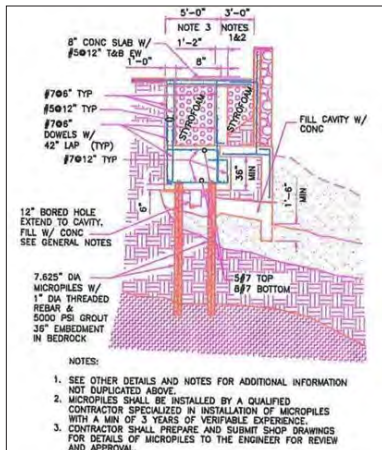 5'-0"
3'-0"
NOTE 3
NOTES
1&2
8" CONC SLAB W/
#5@12" T&B EW
1'-2"
1'-0"
8"
#7@6" TYP
#5@12" TYP
#7@6"
DOWELS W/
42" LAP (TYP)
#7@12" TYP
STYROFOAM
STYROFOAM
FILL CAVITY W/
CONC
36"
MIN
1'-6"
MIN
6"
12" BORED HOLE
EXTEND TO CAVITY.
FILL W/ CONC
SEE GENERAL NOTES
7.625" DIA
MICROPILES W/
1" DIA THREADED
REBAR &
5000 PSI GROUT
36" EMBEDMENT
IN BEDROCK
5#7 TOP
8#7 BOTTOM
NOTES:
1. SEE OTHER DETAILS AND NOTES FOR ADDITIONAL INFORMATION
NOT DUPLICATED ABOVE.
2. MICROPILES SHALL BE INSTALLED BY A QUALIFIED
CONTRACTOR SPECIALIZED IN INSTALLATION OF MICROPILES
WITH A MIN OF 3 YEARS OF VERIFIABLE EXPERIENCE.
3. CONTRACTOR SHALL PREPARE AND SUBMIT SHOP DRAWINGS
FOR DETAILS OF MICROPILES TO THE ENGINEER FOR REVIEW
AND APPROVAL.